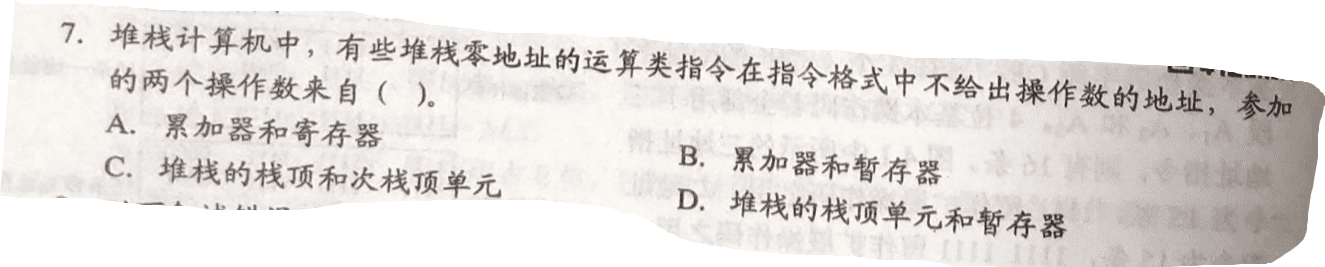 7. 堆栈计算机中，有些堆栈零地址的运算类指令在指令格式中不给出操作数的地址，参加
的两个操作数来自（ ）。
A. 累加器和寄存器
B. 累加器和暂存器
C. 堆栈的栈顶和次栈顶单元
D. 堆栈的栈顶单元和暂存器